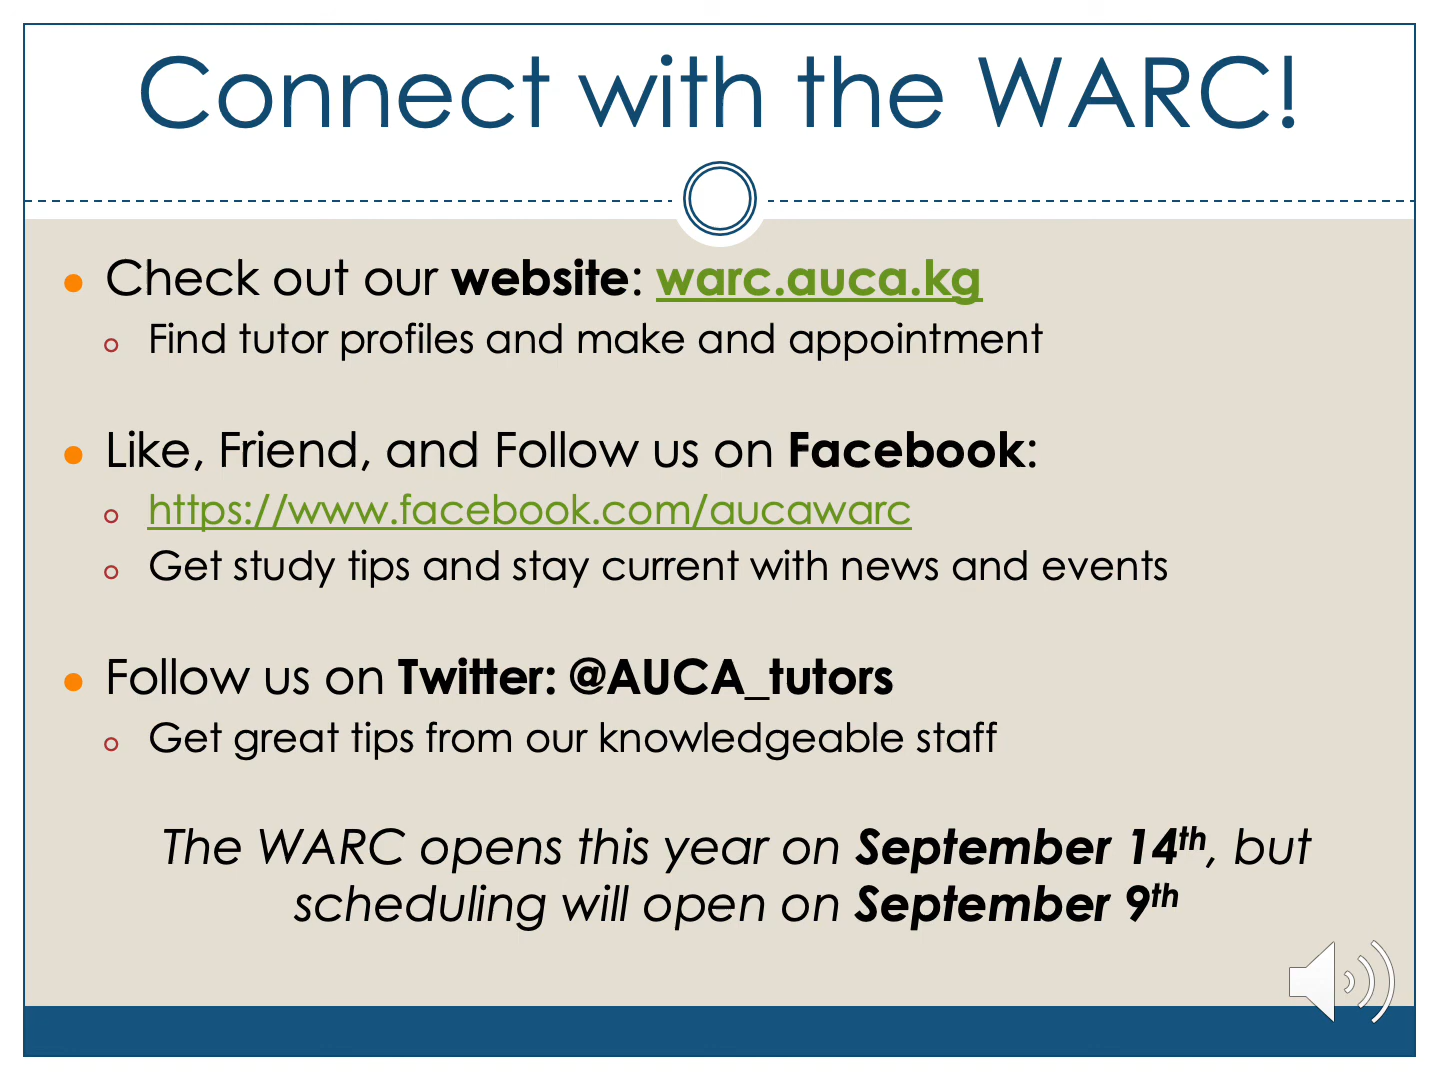 Connect with the WARC!
Check out our website: warc.auca.kg
Find tutor profiles and make and appointment
Like, Friend, and Follow us on Facebook:
https://www.facebook.com/aucawarc
Get study tips and stay current with news and events
Follow us on Twitter: @AUCA_tutors
Get great tips from our knowledgeable staff
The WARC opens this year on September 14th, but
scheduling will open on September 9th